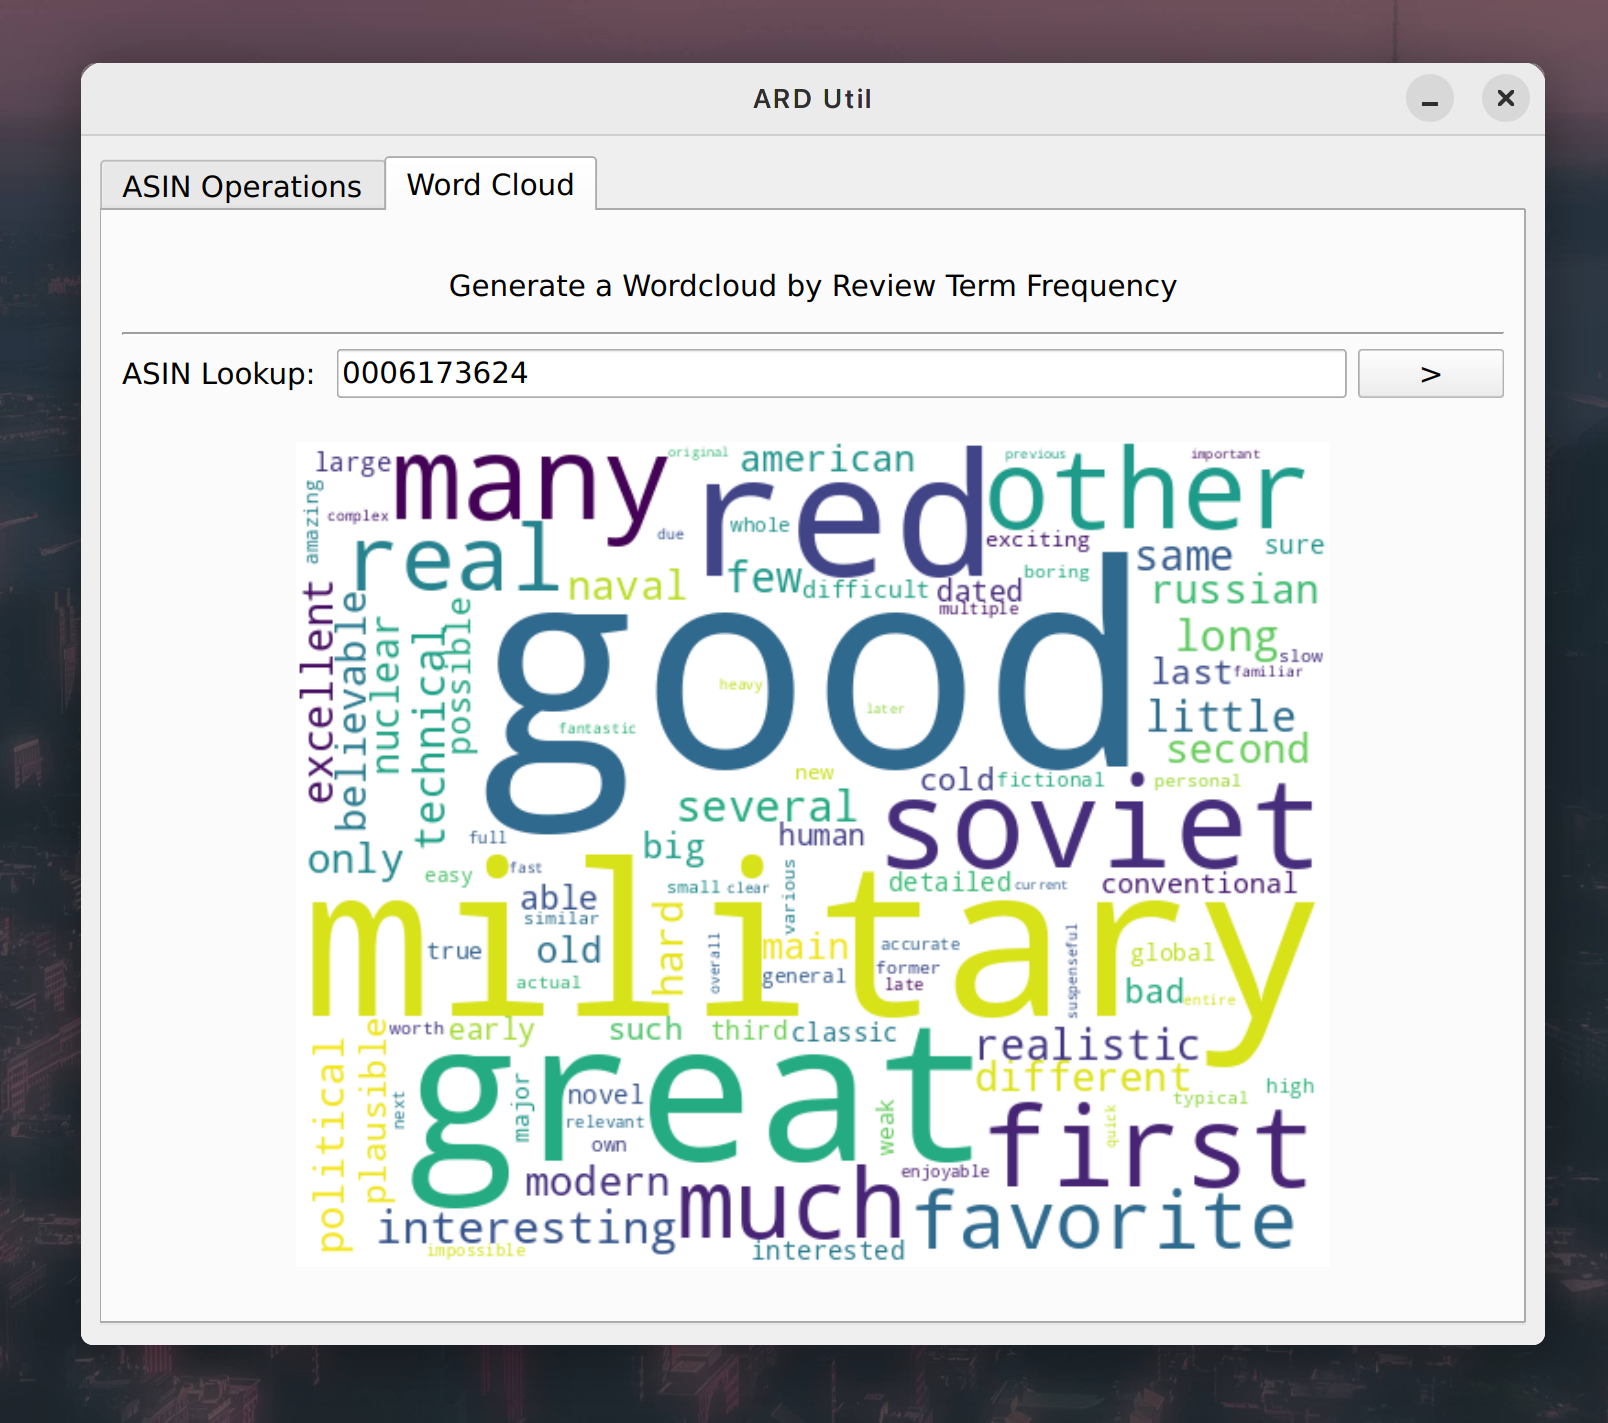 ARD Util
ASIN Operations
Word Cloud
Generate a Wordcloud by Review Term Frequency
ASIN Lookup:
0006173624
>
large
many
original
american
red
previous
other
important
amazing
complex
due
whole
exciting
same
sure
real
naval
few
difficult
dated
boring
multiple
russian
excellent
believable
nuclear
technical
possible
good
heavy
later
fantastic
long
slow
last
familiar
little
second
new
cold
fictional
personal
several
soviet
full
big
human
only
easy
fast
able
similar
small
clear
various
detailed
current
conventional
military
true
old
actual
hard
overall
main
general
accurate
former
late
suspenseful
global
bad
entire
worth
early
such
third
classic
realistic
different
typical
high
political
plausible
next
great
major
novel
relevant
own
weak
quick
first
modern
much
enjoyable
favorite
interesting
impossible
interested